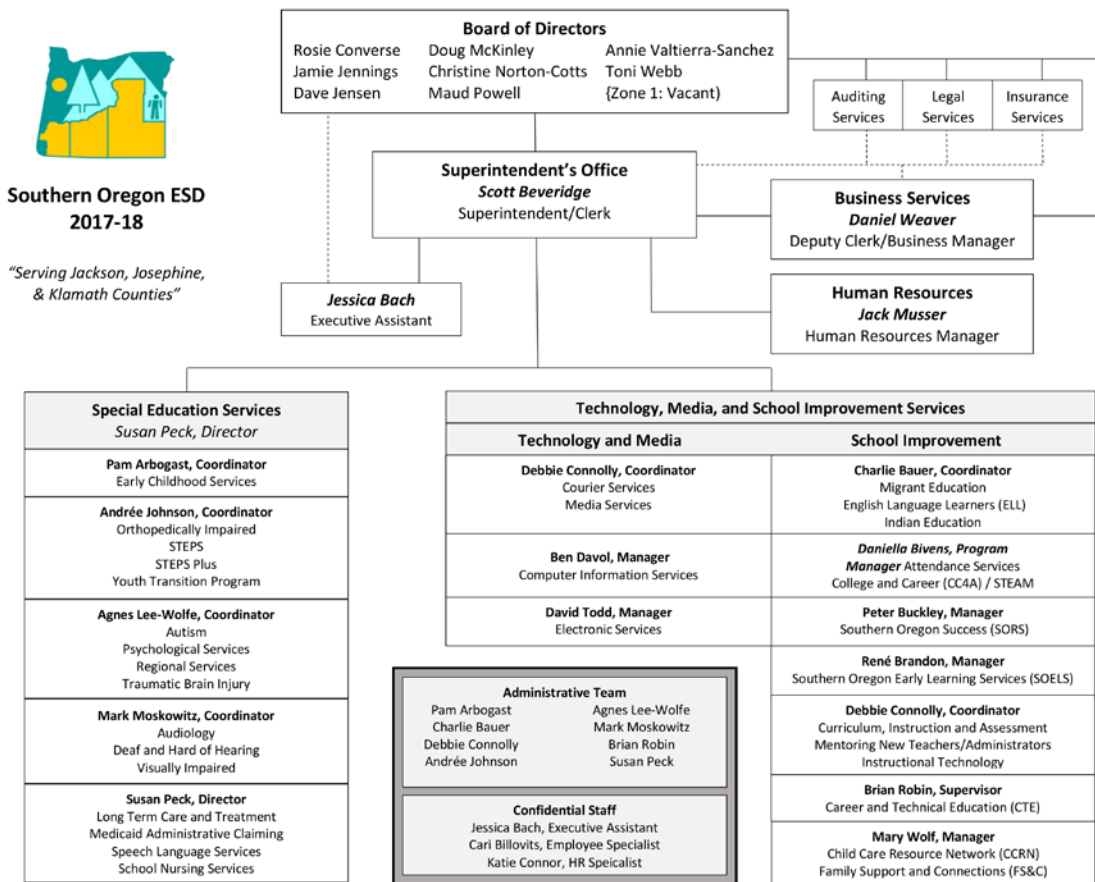 Board of Directors
Rosie Converse Doug McKinley Annie Valtierra-Sanchez
Jamie Jennings Christine Norton-Cotts Toni Webb
Dave Jensen Maud Powell {Zone 1: Vacant)
Auditing Services
Legal Services
Insurance Services
Southern Oregon ESD
2017-18
“Serving Jackson, Josephine,
& Klamath Counties”
Superintendent’s Office
Scott Beveridge
Superintendent/Clerk
Business Services
Daniel Weaver
Deputy Clerk/Business Manager
Jessica Bach
Executive Assistant
Human Resources
Jack Musser
Human Resources Manager
Special Education Services
Susan Peck, Director
Pam Arbogast, Coordinator
Early Childhood Services
Andrée Johnson, Coordinator
Orthopedically Impaired
STEPS
STEPS Plus
Youth Transition Program
Agnes Lee-Wolfe, Coordinator
Autism
Psychological Services
Regional Services
Traumatic Brain Injury
Mark Moskowitz, Coordinator
Audiology
Deaf and Hard of Hearing
Visually Impaired
Susan Peck, Director
Long Term Care and Treatment
Medicaid Administrative Claiming
Speech Language Services
School Nursing Services
Technology, Media, and School Improvement Services
Technology and Media
Debbie Connolly, Coordinator
Courier Services
Media Services
Ben Davol, Manager
Computer Information Services
David Todd, Manager
Electronic Services
School Improvement
Charlie Bauer, Coordinator
Migrant Education
English Language Learners (ELL)
Indian Education
Daniella Bivens, Program
Manager Attendance Services
College and Career (CC4A) / STEAM
Peter Buckley, Manager
Southern Oregon Success (SORS)
René Brandon, Manager
Southern Oregon Early Learning Services (SOELS)
Debbie Connolly, Coordinator
Curriculum, Instruction and Assessment
Mentoring New Teachers/Administrators
Instructional Technology
Brian Robin, Supervisor
Career and Technical Education (CTE)
Mary Wolf, Manager
Child Care Resource Network (CCRN)
Family Support and Connections (FS&C)
Administrative Team
Pam Arbogast Agnes Lee-Wolfe
Charlie Bauer Mark Moskowitz
Debbie Connolly Brian Robin
Andrée Johnson Susan Peck
Confidential Staff
Jessica Bach, Executive Assistant
Cari Billovits, Employee Specialist
Katie Connor, HR Speicalist